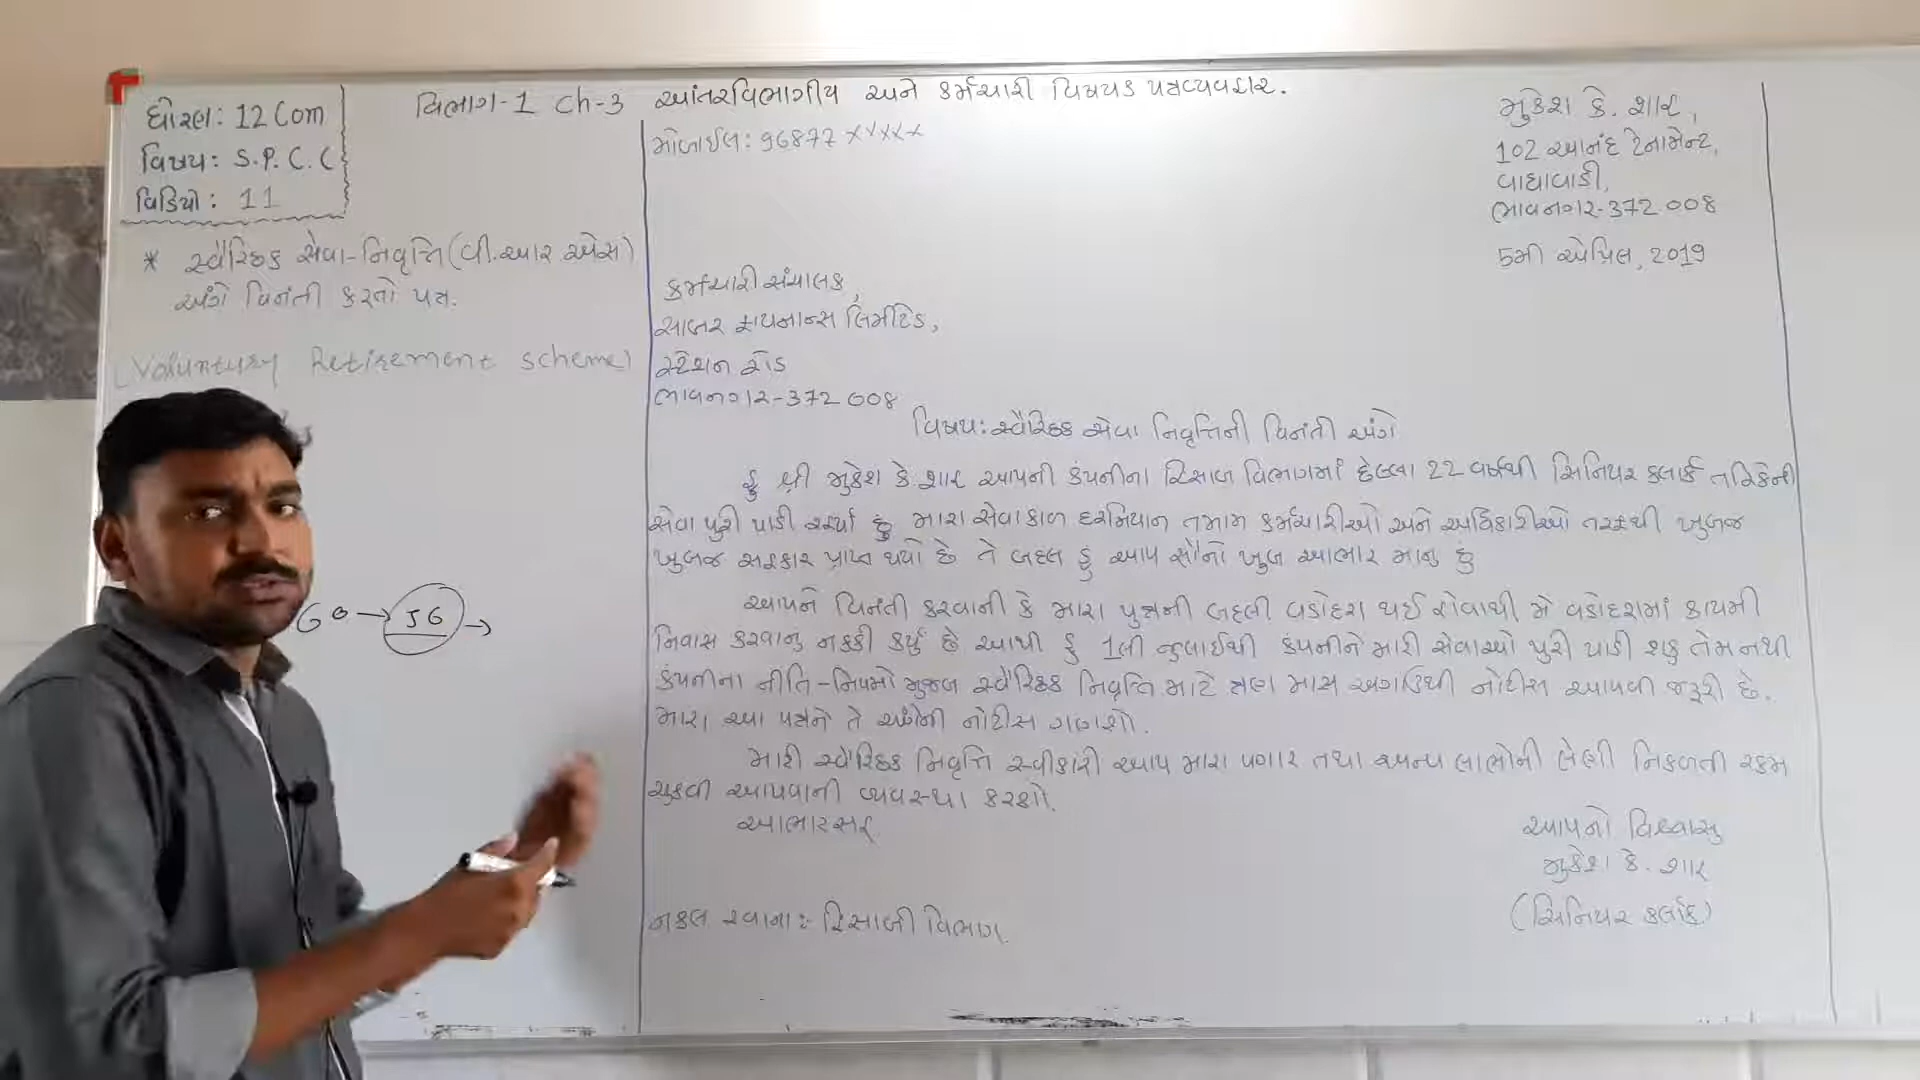 ધોરણ: 12 Com
વિષય: S.P.C.C
વિડિયો: 11
વિભાગ-1 Ch-3 આંતરવિભાગીય અને કર્મચારી વિષયક પત્રવ્યવહાર.
* સ્વૈચ્છિક સેવા-નિવૃત્તિ (વી.આર.એસ)
અંગે વિનંતી કરતો પત્ર.
(Voluntury Retirement scheme)
60 → 56 →
મોબાઈલ: 96877 xxxxx
મુકેશ કે. શાહ,
102 આનંદ ટેનામેન્ટ,
વાઘાવાડી,
ભાવનગર-372 008
5મી એપ્રિલ, 2019
કર્મચારી સંચાલક,
સાબર ફાયનાન્સ લિમીટેડ,
સ્ટેશન રોડ
ભાવનગર-372 008
વિષય: સ્વૈચ્છિક સેવા નિવૃત્તિની વિનંતી અંગે
હું શ્રી મુકેશ કે. શાહ આપની કંપનીના હિસાબ વિભાગમાં છેલ્લા 22 વર્ષથી સિનિયર કલાર્ક તરિકેની
સેવા પુરી પાડી રહ્યો છું મારા સેવાકાળ દરમિયાન તમામ કર્મચારીઓ અને અધિકારીઓ તરફથી ખુબજ
ખુબજ સહકાર પ્રાપ્ત થયો છે તે બદલ હું આપ સૌનો ખુબ આભાર માનુ છું
આપને વિનંતી કરવાની કે મારા પુત્રની બદલી વડોદરા થઈ હોવાથી મે વડોદરામાં કાયમી
નિવાસ કરવાનુ નક્કી કર્યુ છે આથી હું 1લી જુલાઈથી કંપનીને મારી સેવાઓ પુરી પાડી શકુ તેમ નથી
કંપનીના નીતિ-નિયમો મુજબ સ્વૈચ્છિક નિવૃત્તિ માટે ત્રણ માસ અગાઉથી નોટીસ આપવી જરૂરી છે.
મારા આ પત્રને તે અંગેની નોટીસ ગણશો.
મારી સ્વૈચ્છિક નિવૃત્તિ સ્વીકારી આપ મારા પગાર તથા અન્ય લાભોની લેણી નિકળતી રકમ
ચુકવી આપવાની વ્યવસ્થા કરશો.
આભારસહ
આપનો વિશ્વાસુ
મુકેશ કે. શાહ
(સિનિયર કલાર્ક)
નકલ રવાના:- હિસાબી વિભાગ.